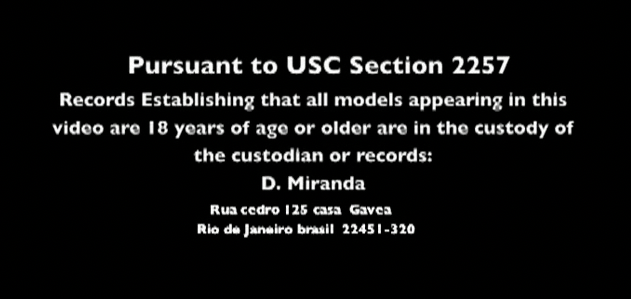 Pursuant to USC Section 2257
Records Establishing that all models appearing in this
video are 18 years of age or older are in the custody of
the custodian or records:
D. Miranda
Rua cedro 125 casa Gavea
Rio de Janeiro brasil 22451-320